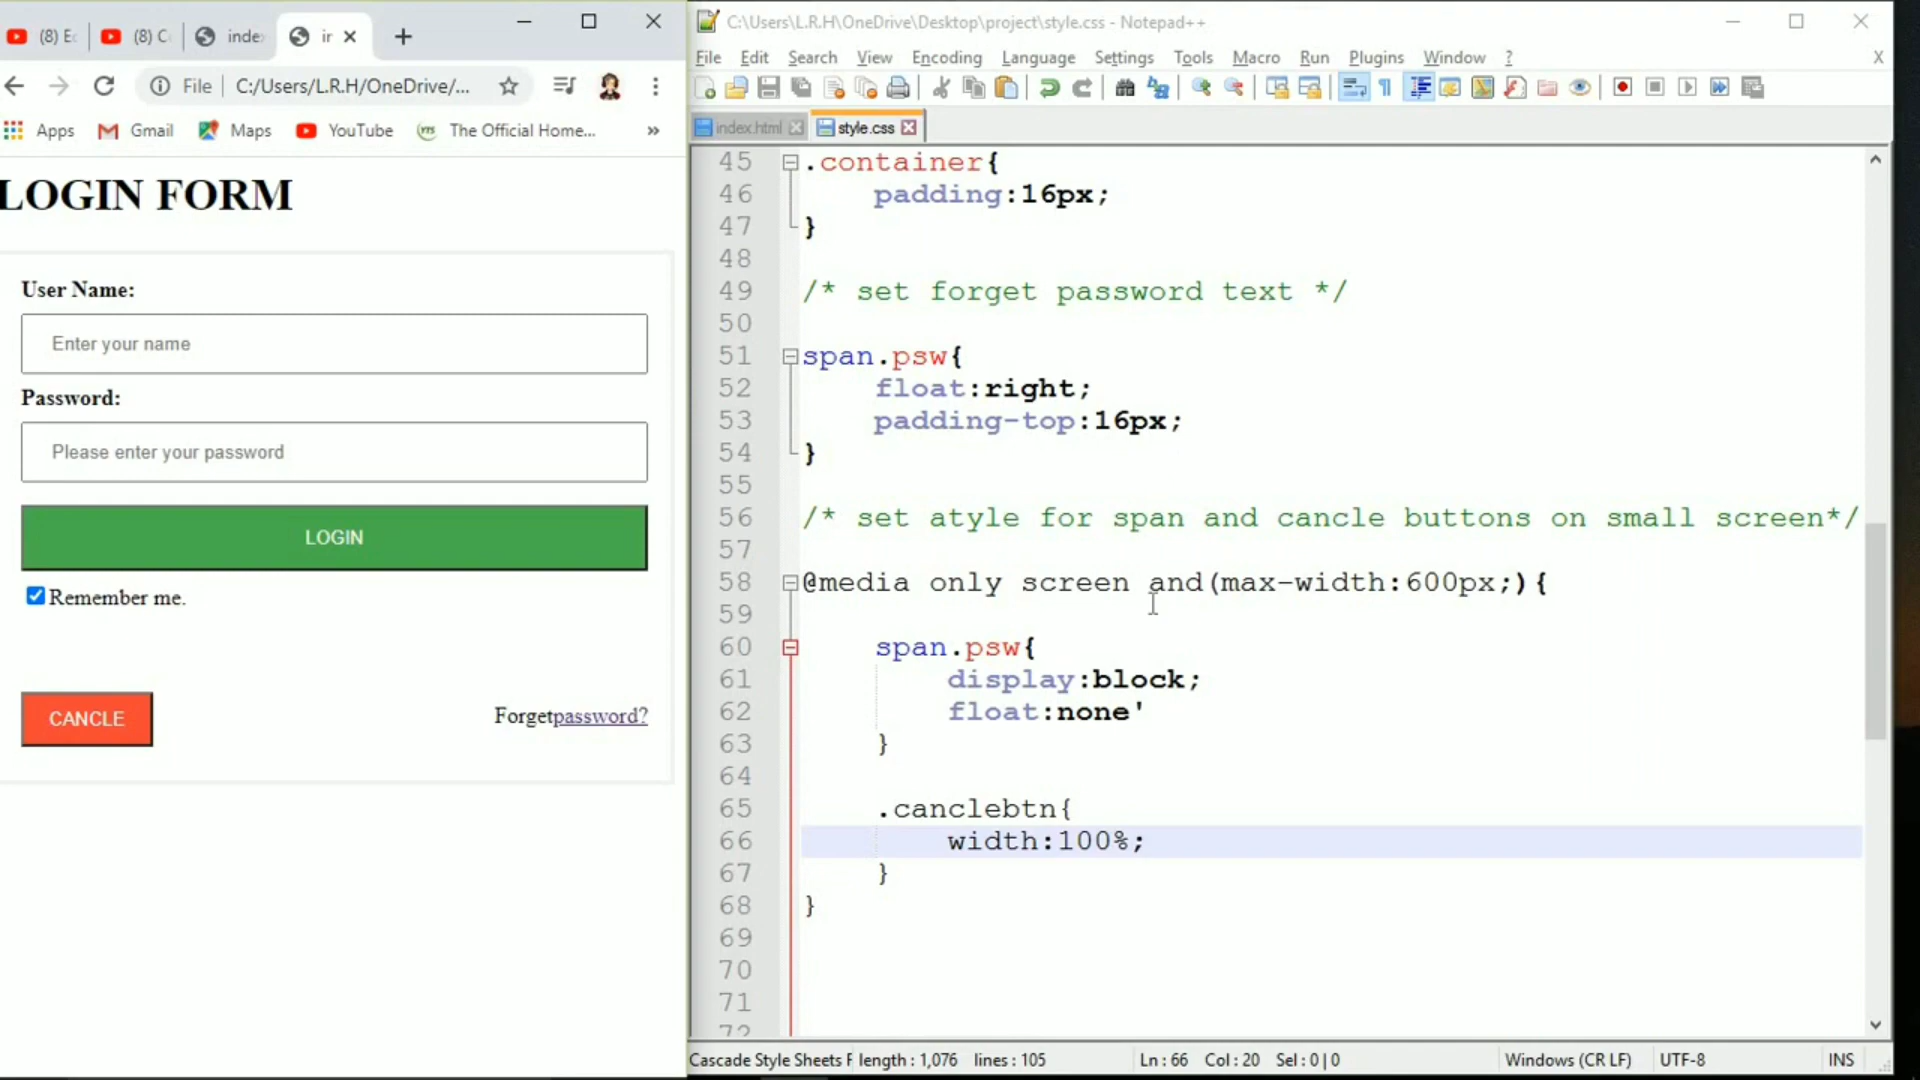 (8) Ec
(8) C
inde
ir
File
C:/Users/L.R.H/OneDrive/...
Apps
Gmail
Maps
YouTube
The Official Home...
»
LOGIN FORM
User Name:
Enter your name
Password:
Please enter your password
LOGIN
Remember me.
CANCLE
Forgetpassword?
C:\Users\L.R.H\OneDrive\Desktop\project\style.css - Notepad++
File Edit Search View Encoding Language Settings Tools Macro Run Plugins Window ? X
index.html
style.css
45 .container{
46 padding:16px;
47 }
48
49 /* set forget password text */
50
51 span.psw{
52 float:right;
53 padding-top:16px;
54 }
55
56 /* set atyle for span and cancle buttons on small screen*/
57
58 @media only screen and(max-width:600px;){
59
60 span.psw{
61 display:block;
62 float:none'
63 }
64
65 .canclebtn{
66 width:100%;
67 }
68 }
69
70
71
72
Cascade Style Sheets F length : 1,076 lines : 105 Ln : 66 Col : 20 Sel : 0 | 0 Windows (CR LF) UTF-8 INS